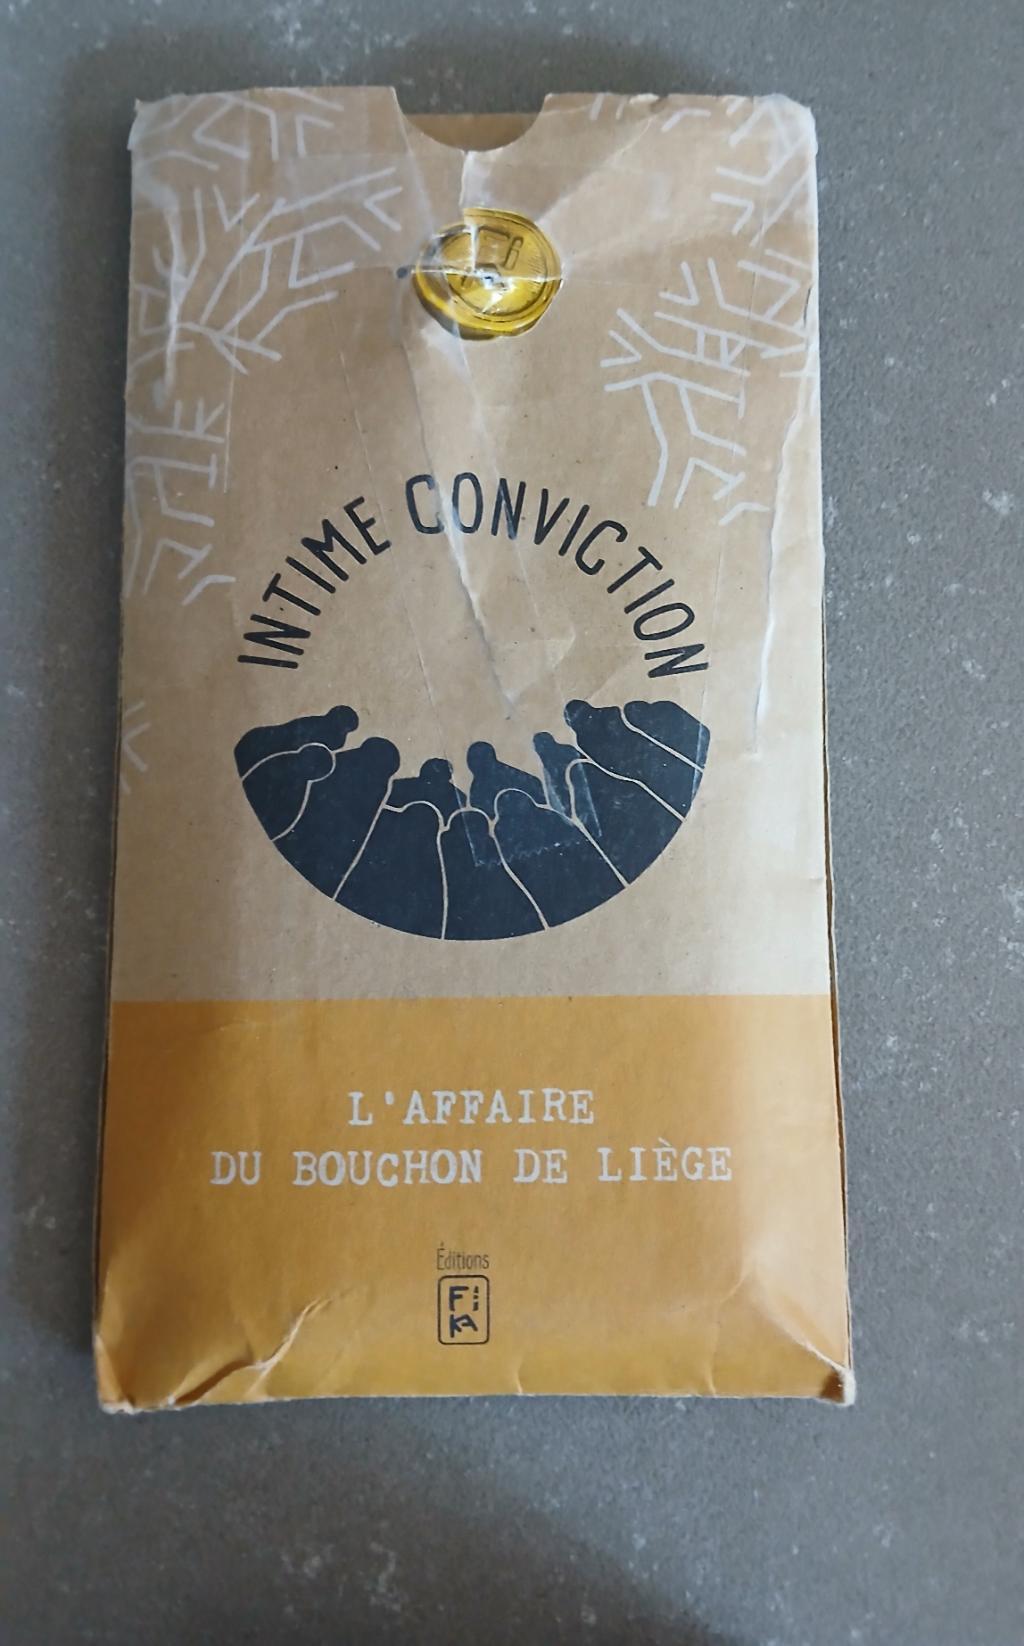 INTIME CONVICTION
L'AFFAIRE
DU BOUCHON DE LIÈGE
Éditions
FiKA